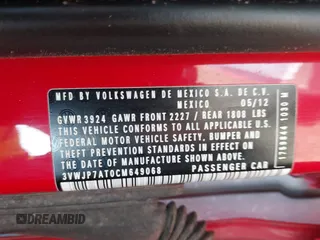 MFD BY VOLKSWAGEN DE MEXICO S.A. DE C.V.
MEXICO 05/12
GVWR 3924 GAWR FRONT 2227 / REAR 1808 LBS
THIS VEHICLE CONFORMS TO ALL APPLICABLE
FEDERAL MOTOR VEHICLE SAFETY, BUMPER AND
THEFT PREVENTION STANDARDS IN EFFECT ON
THE DATE OF MANUFACTURE SHOWN ABOVE.
3VWJP7AT0CM649068 PASSENGER CAR
DREAMBID